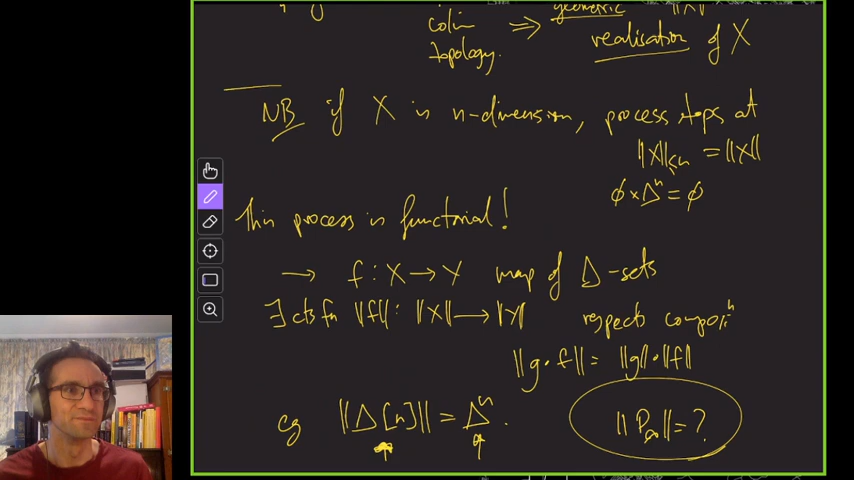 colim ⟹ geometric
topology. realisation of X
NB if X is n-dimension, process stops at
||X||≤n = ||X||
∅ × Δⁿ = ∅
This process is functorial!
→ f : X → Y map of Δ-sets
∃ cts fn ||f|| : ||X|| → ||Y|| respects composiⁿ
||g∘f|| = ||g||∘||f||
eg ||Δ[n]|| = Δⁿ. ||P∞|| = ?